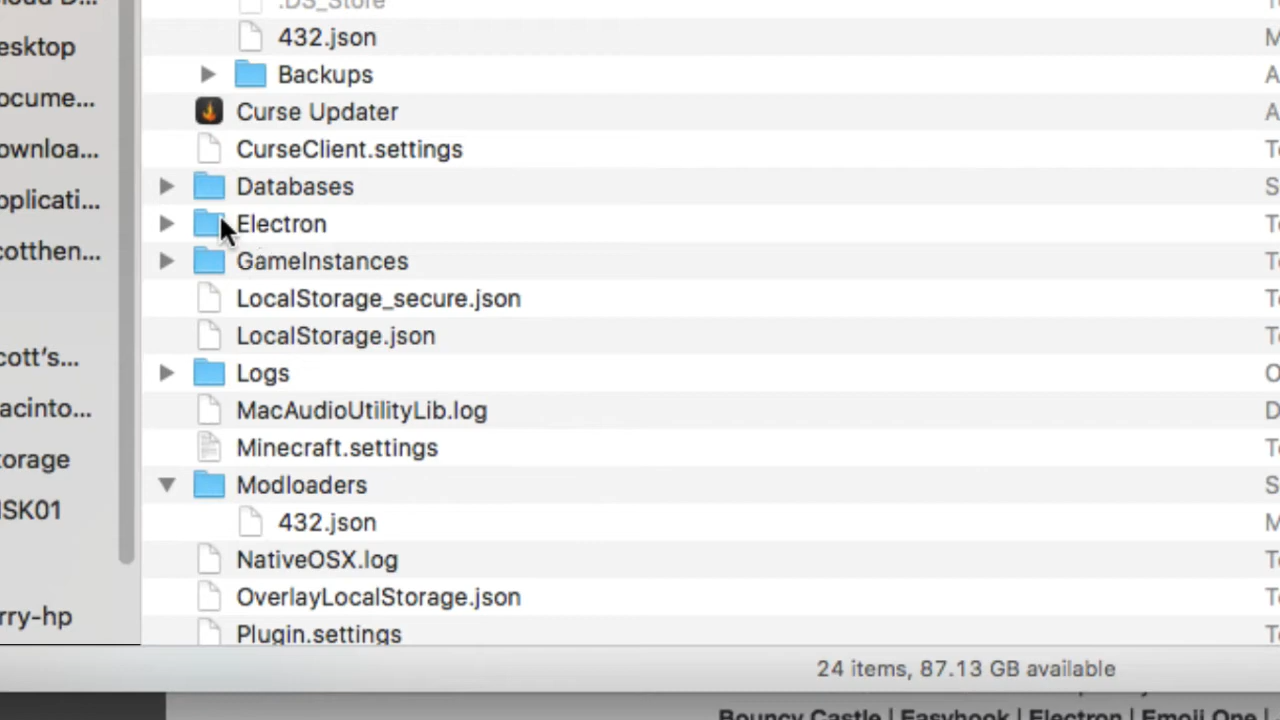 .DS_Store
432.json
Backups
Curse Updater
CurseClient.settings
Databases
Electron
GameInstances
LocalStorage_secure.json
LocalStorage.json
Logs
MacAudioUtilityLib.log
Minecraft.settings
Modloaders
432.json
NativeOSX.log
OverlayLocalStorage.json
Plugin.settings
esktop
ocume...
ownloa...
pplicati...
cotthen...
cott's...
acinto...
torage
ISK01
rry-hp
M
A
A
T
S
T
T
T
T
O
D
T
S
M
T
T
T
24 items, 87.13 GB available
Bouncy Castle | Easyhook | Electron | Emoji One |